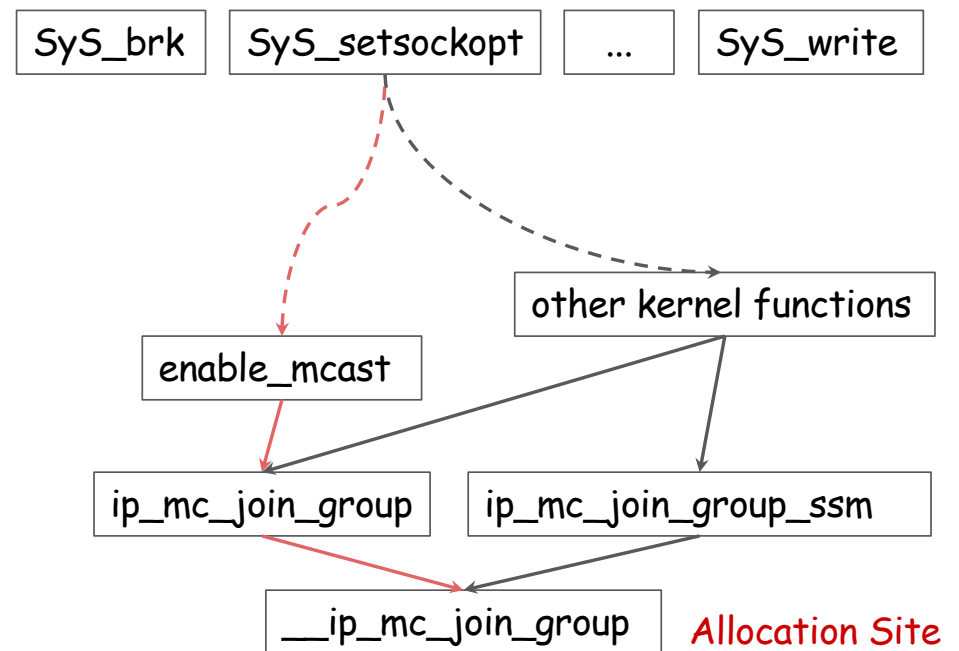 SyS_brk
SyS_setsockopt
...
SyS_write
other kernel functions
enable_mcast
ip_mc_join_group
ip_mc_join_group_ssm
__ip_mc_join_group
Allocation Site